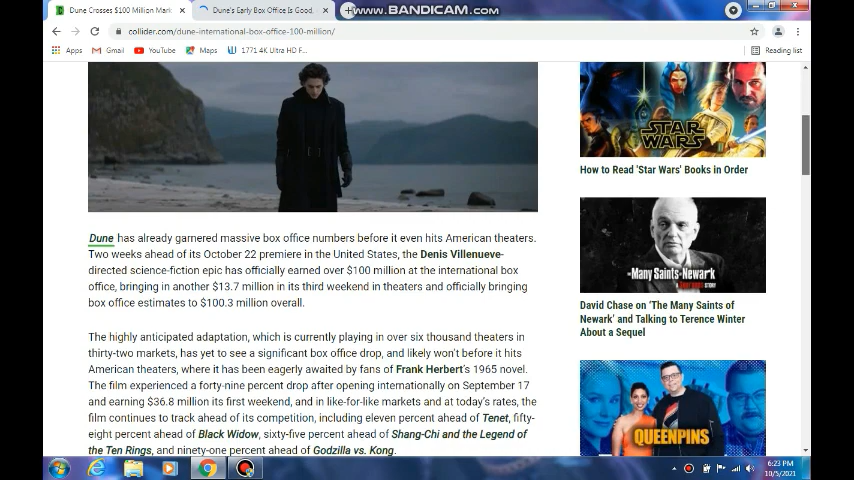 Dune Crosses $100 Million Mark
Dune's Early Box Office Is Good,
www.BANDICAM.com
collider.com/dune-international-box-office-100-million/
Apps
Gmail
YouTube
Maps
1771 4K Ultra HD F...
Reading list
Dune has already garnered massive box office numbers before it even hits American theaters.
Two weeks ahead of its October 22 premiere in the United States, the Denis Villenueve-
directed science-fiction epic has officially earned over $100 million at the international box
office, bringing in another $13.7 million in its third weekend in theaters and officially bringing
box office estimates to $100.3 million overall.
The highly anticipated adaptation, which is currently playing in over six thousand theaters in
thirty-two markets, has yet to see a significant box office drop, and likely won't before it hits
American theaters, where it has been eagerly awaited by fans of Frank Herbert's 1965 novel.
The film experienced a forty-nine percent drop after opening internationally on September 17
and earning $36.8 million its first weekend, and in like-for-like markets and at today's rates, the
film continues to track ahead of its competition, including eleven percent ahead of Tenet, fifty-
eight percent ahead of Black Widow, sixty-five percent ahead of Shang-Chi and the Legend of
the Ten Rings, and ninety-one percent ahead of Godzilla vs. Kong.
STAR
WARS
How to Read 'Star Wars' Books in Order
Many Saints of Newark
David Chase on 'The Many Saints of
Newark' and Talking to Terence Winter
About a Sequel
QUEENPINS
6:23 PM
10/5/2021